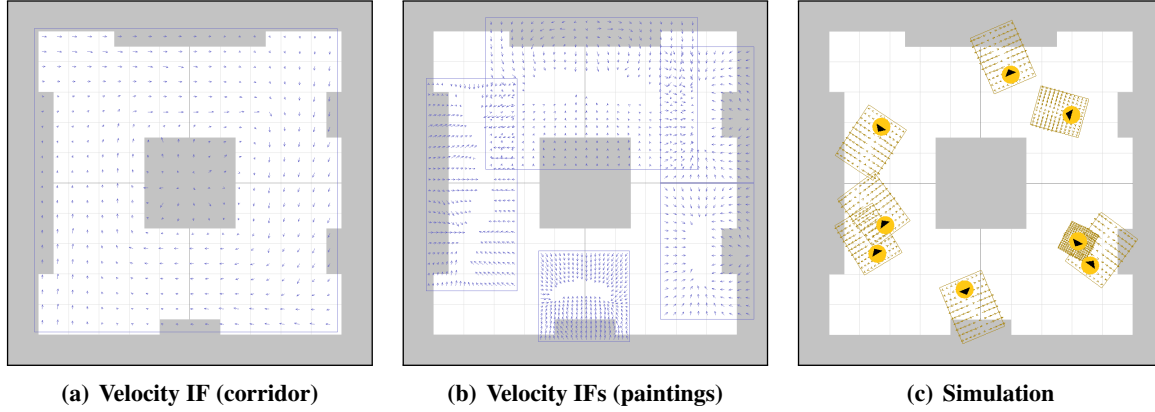 (a) Velocity IF (corridor)
(b) Velocity IFs (paintings)
(c) Simulation